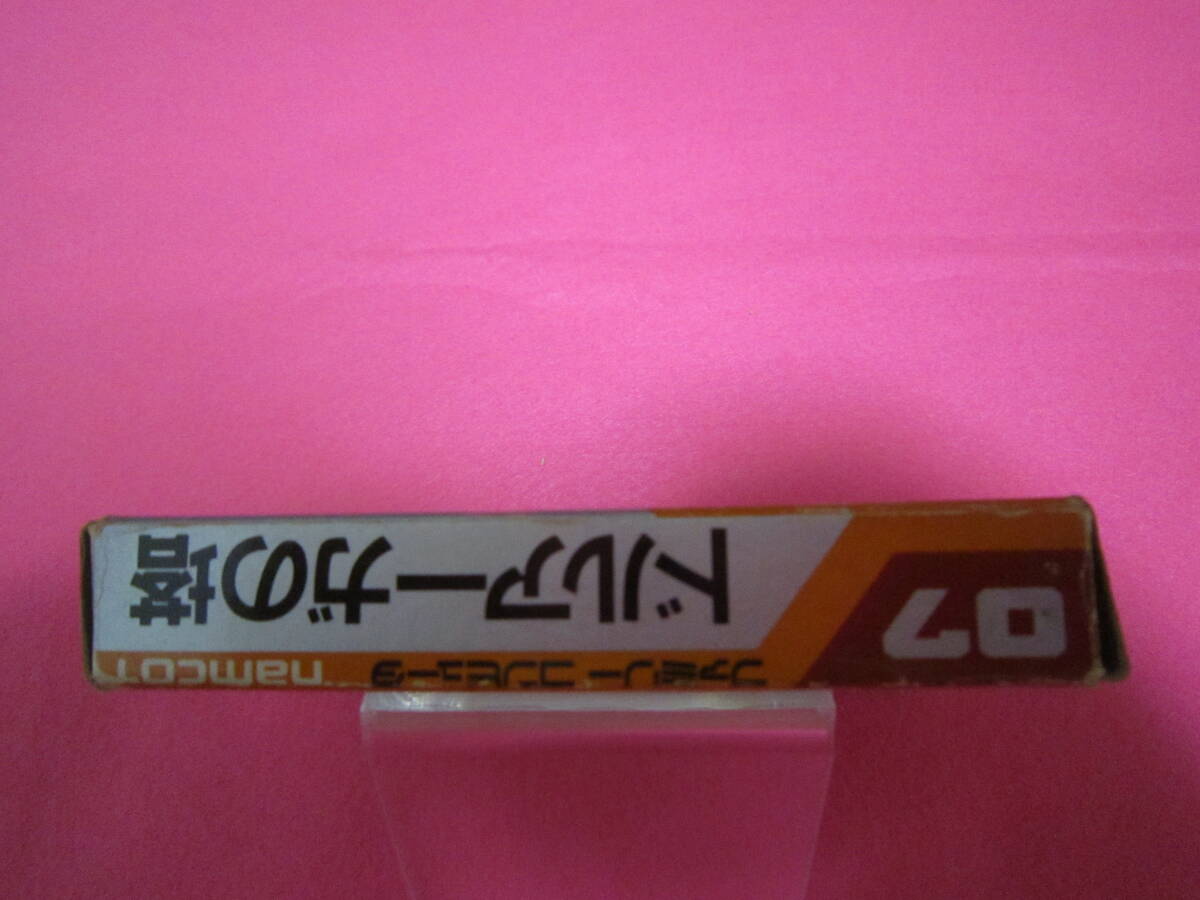 07
ドルアーガの塔
ファミリー コンピュータ
namcot